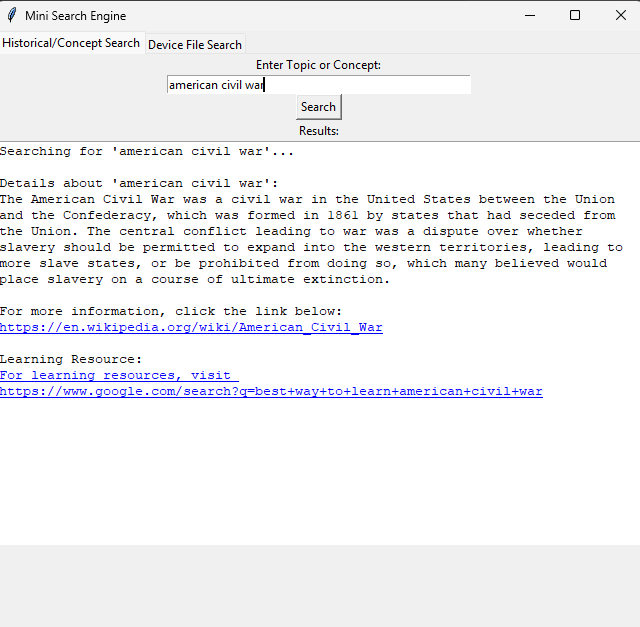 Mini Search Engine
Historical/Concept Search Device File Search
Enter Topic or Concept:
american civil war
Search
Results:
Searching for 'american civil war'...
Details about 'american civil war':
The American Civil War was a civil war in the United States between the Union
and the Confederacy, which was formed in 1861 by states that had seceded from
the Union. The central conflict leading to war was a dispute over whether
slavery should be permitted to expand into the western territories, leading to
more slave states, or be prohibited from doing so, which many believed would
place slavery on a course of ultimate extinction.
For more information, click the link below:
https://en.wikipedia.org/wiki/American_Civil_War
Learning Resource:
For learning resources, visit
https://www.google.com/search?q=best+way+to+learn+american+civil+war